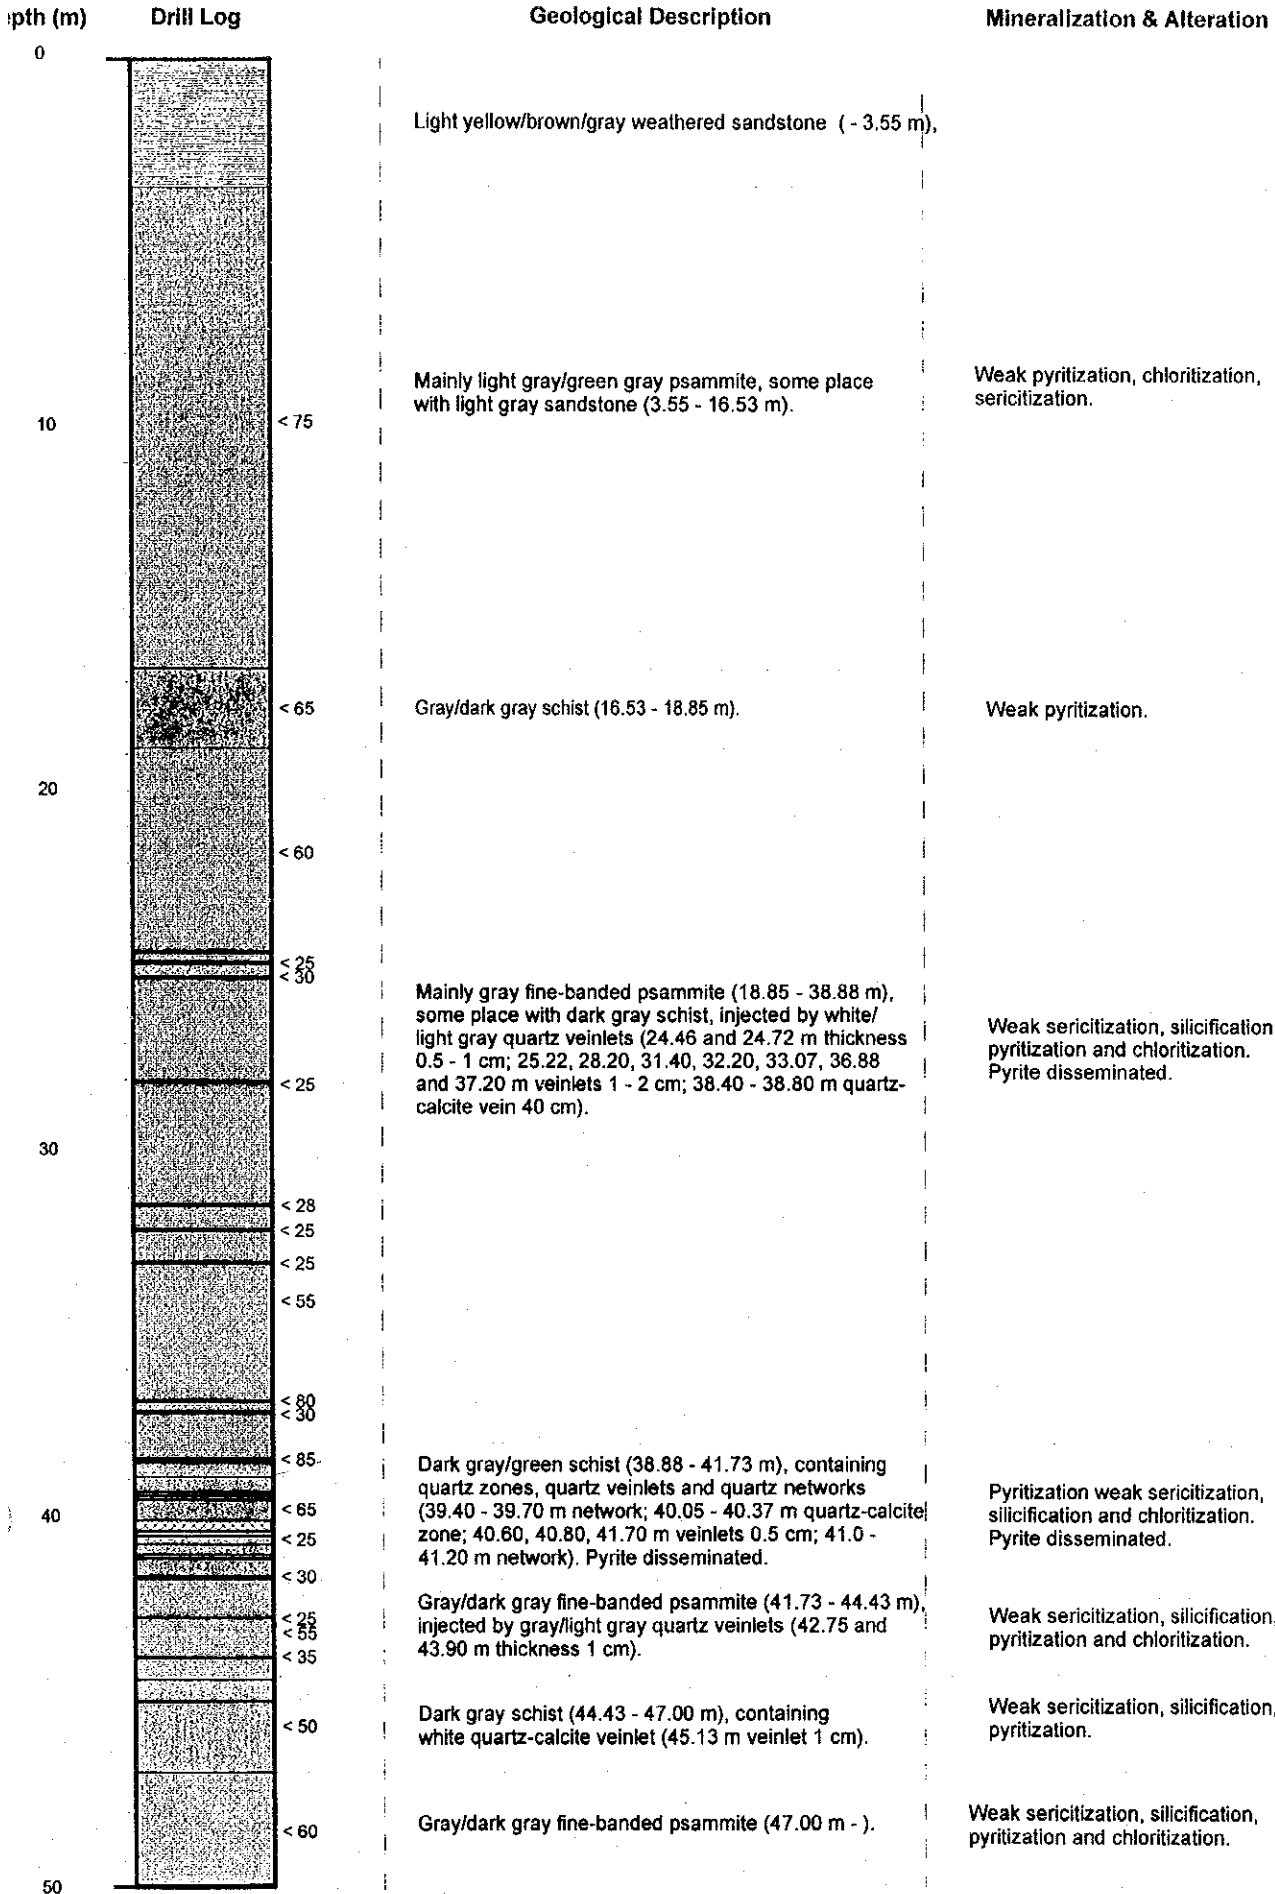 epth (m) Drill Log Geological Description Mineralization & Alteration
0
Light yellow/brown/gray weathered sandstone ( - 3.55 m),
Mainly light gray/green gray psammite, some place
with light gray sandstone (3.55 - 16.53 m).
Weak pyritization, chloritization,
sericitization.
10
< 75
< 65
Gray/dark gray schist (16.53 - 18.85 m).
Weak pyritization.
20
< 60
< 25
< 30
Mainly gray fine-banded psammite (18.85 - 38.88 m),
some place with dark gray schist, injected by white/
light gray quartz veinlets (24.46 and 24.72 m thickness
0.5 - 1 cm; 25.22, 28.20, 31.40, 32.20, 33.07, 36.88
and 37.20 m veinlets 1 - 2 cm; 38.40 - 38.80 m quartz-
calcite vein 40 cm).
Weak sericitization, silicification
pyritization and chloritization.
Pyrite disseminated.
< 25
30
< 28
< 25
< 25
< 55
< 80
< 30
< 85
Dark gray/green schist (38.88 - 41.73 m), containing
quartz zones, quartz veinlets and quartz networks
(39.40 - 39.70 m network; 40.05 - 40.37 m quartz-calcite
zone; 40.60, 40.80, 41.70 m veinlets 0.5 cm; 41.0 -
41.20 m network). Pyrite disseminated.
Pyritization weak sericitization,
silicification and chloritization.
Pyrite disseminated.
< 65
40
< 25
< 30
Gray/dark gray fine-banded psammite (41.73 - 44.43 m),
injected by gray/light gray quartz veinlets (42.75 and
43.90 m thickness 1 cm).
Weak sericitization, silicification,
pyritization and chloritization.
< 25
< 55
< 35
Dark gray schist (44.43 - 47.00 m), containing
white quartz-calcite veinlet (45.13 m veinlet 1 cm).
Weak sericitization, silicification,
pyritization.
< 50
< 60
Gray/dark gray fine-banded psammite (47.00 m - ).
Weak sericitization, silicification,
pyritization and chloritization.
50